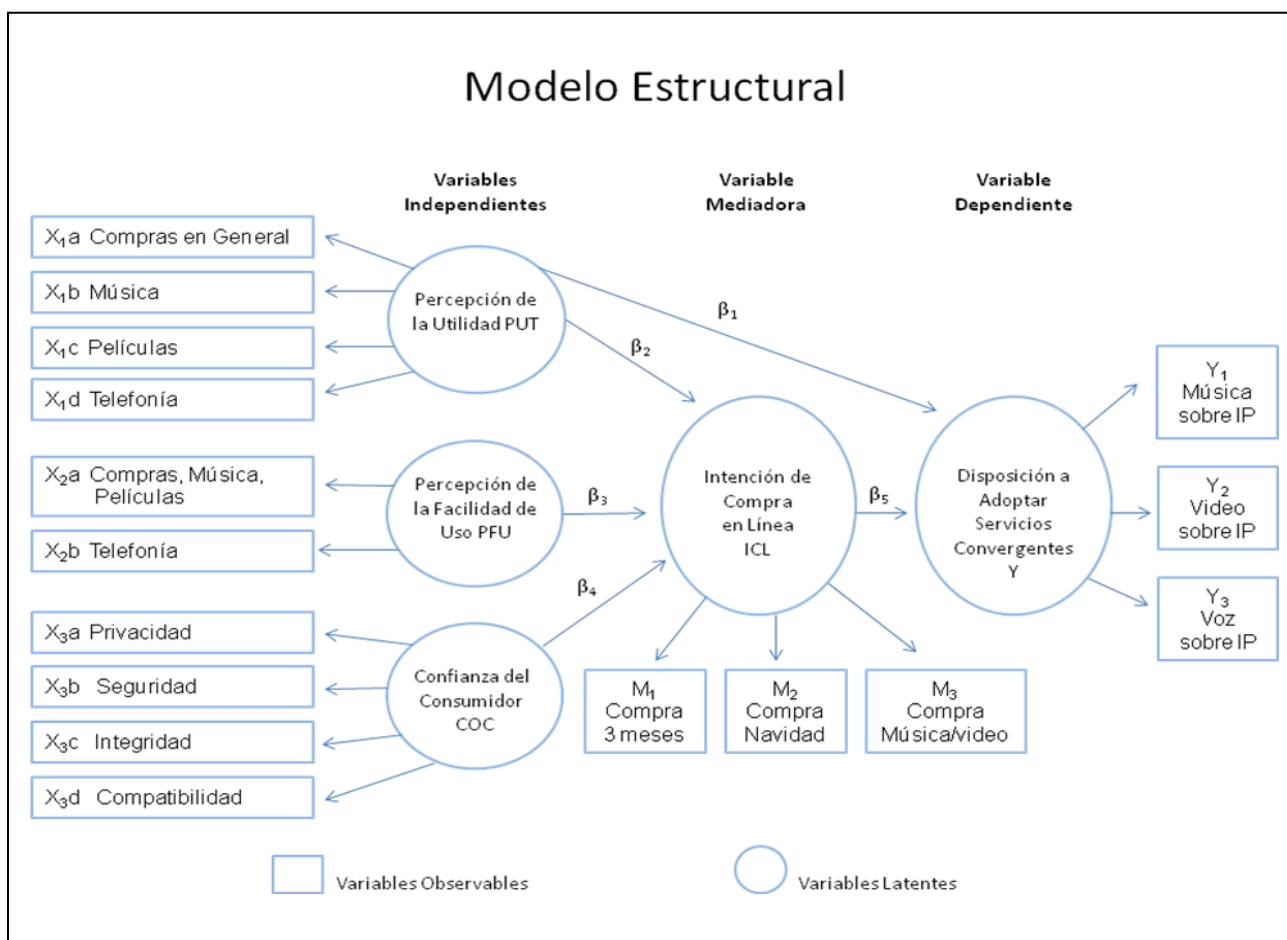 Modelo Estructural
Variables
Independientes
Variable
Mediadora
Variable
Dependiente
X₁a Compras en General
X₁b Música
X₁c Películas
X₁d Telefonía
Percepción de
la Utilidad PUT
β₁
β₂
X₂a Compras, Música,
Películas
X₂b Telefonía
Percepción de
la Facilidad de
Uso PFU
β₃
β₄
X₃a Privacidad
X₃b Seguridad
X₃c Integridad
X₃d Compatibilidad
Confianza del
Consumidor
COC
Intención de
Compra
en Línea
ICL
β₅
M₁
Compra
3 meses
M₂
Compra
Navidad
M₃
Compra
Música/video
Disposición a
Adoptar
Servicios
Convergentes
Y
Y₁
Música
sobre IP
Y₂
Video
sobre IP
Y₃
Voz
sobre IP
Variables Observables
Variables Latentes